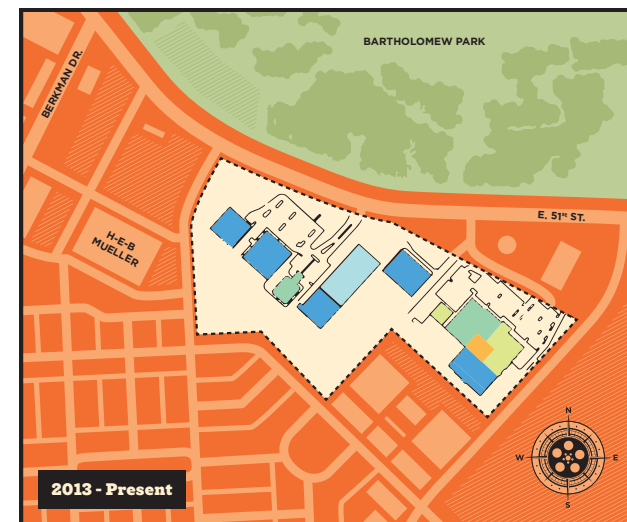 BARTHOLOMEW PARK
BERKMAN DR.
E. 51ST ST.
H-E-B
MUELLER
N
W
E
S
2013 - Present